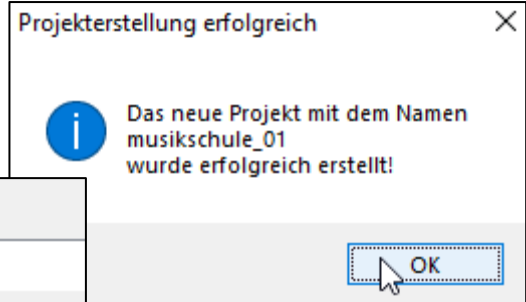 Projekterstellung erfolgreich
Das neue Projekt mit dem Namen
musikschule_01
wurde erfolgreich erstellt!
OK